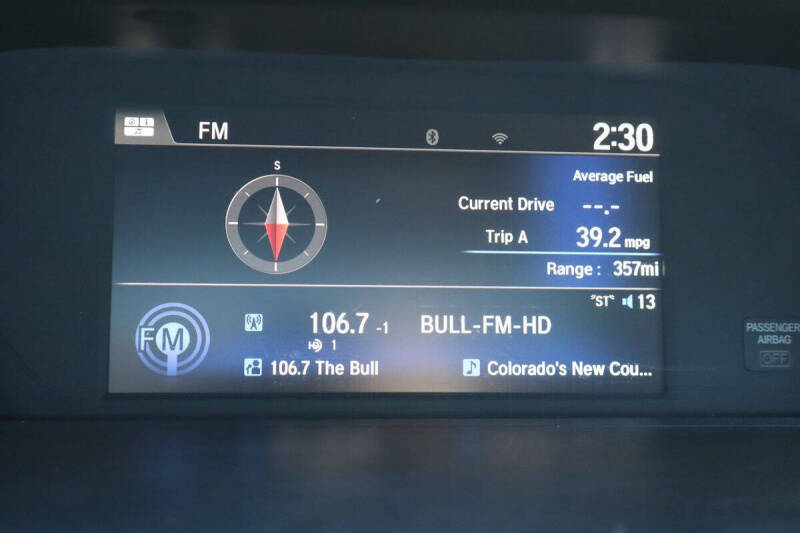 FM 2:30
S
Average Fuel
Current Drive --.-
Trip A 39.2 mpg
Range : 357mi
"ST" 13
FM
106.7 -1 BULL-FM-HD
1
106.7 The Bull Colorado's New Cou...
PASSENGER
AIRBAG
OFF